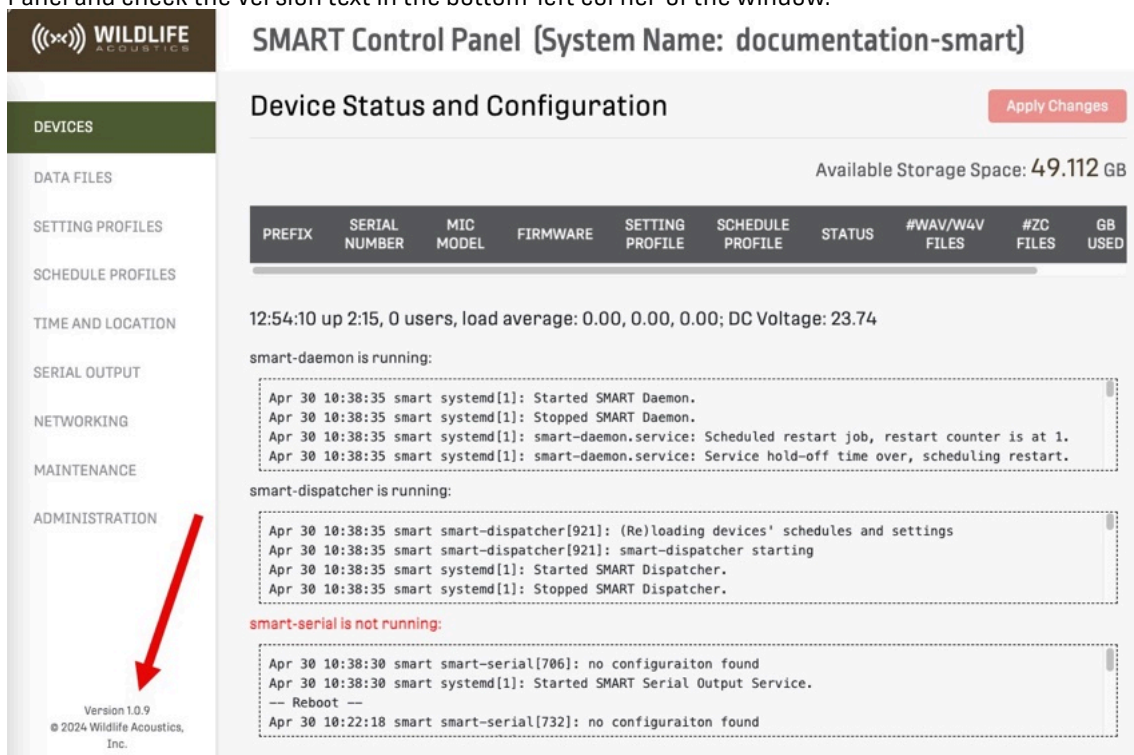 Panel and check the version text in the bottom-left corner of the window.
WILDLIFE
ACOUSTICS
SMART Control Panel (System Name: documentation-smart)
DEVICES
DATA FILES
SETTING PROFILES
SCHEDULE PROFILES
TIME AND LOCATION
SERIAL OUTPUT
NETWORKING
MAINTENANCE
ADMINISTRATION
Version 1.0.9
© 2024 Wildlife Acoustics,
Inc.
Device Status and Configuration
Apply Changes
Available Storage Space: 49.112 GB
PREFIX SERIAL NUMBER MIC MODEL FIRMWARE SETTING PROFILE SCHEDULE PROFILE STATUS #WAV/W4V FILES #ZC FILES GB USED
12:54:10 up 2:15, 0 users, load average: 0.00, 0.00, 0.00; DC Voltage: 23.74
smart-daemon is running:
Apr 30 10:38:35 smart systemd[1]: Started SMART Daemon.
Apr 30 10:38:35 smart systemd[1]: Stopped SMART Daemon.
Apr 30 10:38:35 smart systemd[1]: smart-daemon.service: Scheduled restart job, restart counter is at 1.
Apr 30 10:38:35 smart systemd[1]: smart-daemon.service: Service hold-off time over, scheduling restart.
smart-dispatcher is running:
Apr 30 10:38:35 smart smart-dispatcher[921]: (Re)loading devices' schedules and settings
Apr 30 10:38:35 smart smart-dispatcher[921]: smart-dispatcher starting
Apr 30 10:38:35 smart systemd[1]: Started SMART Dispatcher.
Apr 30 10:38:35 smart systemd[1]: Stopped SMART Dispatcher.
smart-serial is not running:
Apr 30 10:38:30 smart smart-serial[706]: no configuraiton found
Apr 30 10:38:30 smart systemd[1]: Started SMART Serial Output Service.
-- Reboot --
Apr 30 10:22:18 smart smart-serial[732]: no configuraiton found